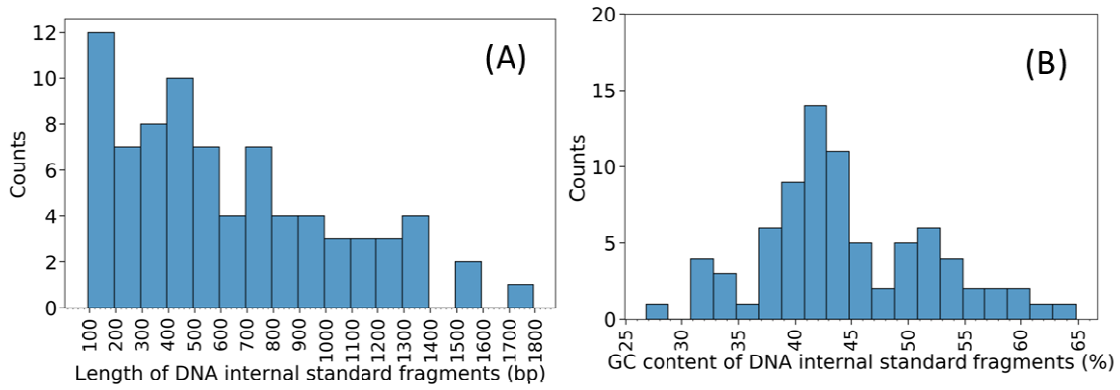 (A)
Counts
12
10
8
6
4
2
0
100 200 300 400 500 600 700 800 900 1000 1100 1200 1300 1400 1500 1600 1700 1800
Length of DNA internal standard fragments (bp)
(B)
Counts
20
15
10
5
0
25 30 35 40 45 50 55 60 65
GC content of DNA internal standard fragments (%)